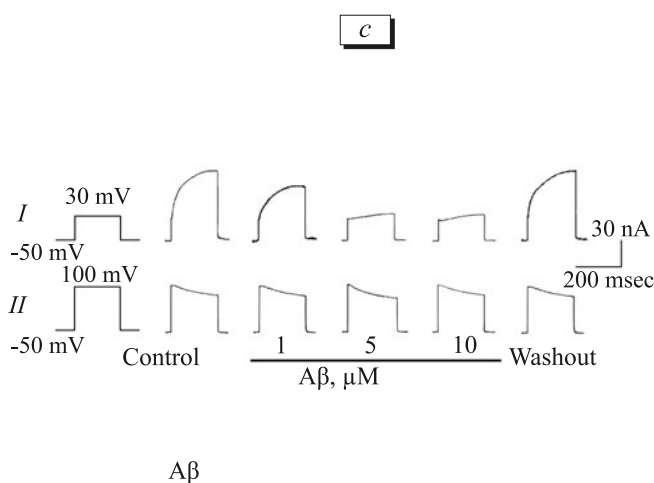 c
30 mV
I
-50 mV
30 nA
200 msec
100 mV
II
-50 mV
Control
1
5
10
Washout
Aβ, μM
Aβ